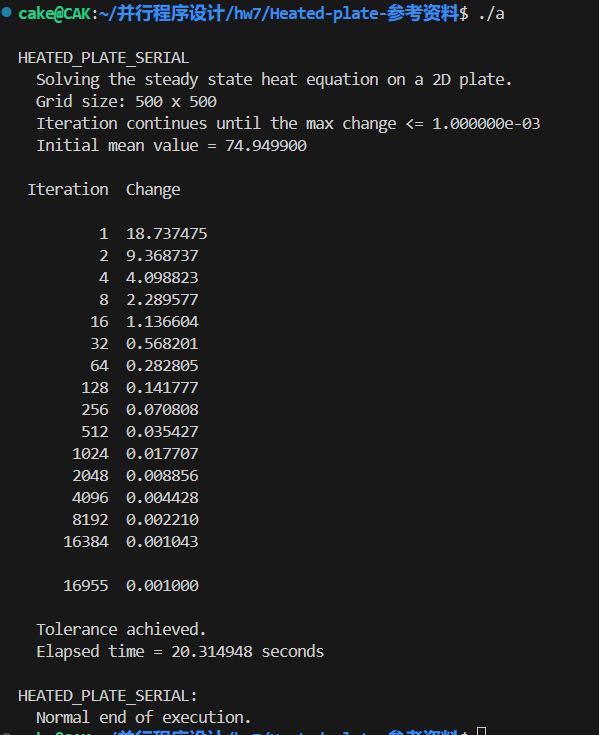 cake@CAK:~/并行程序设计/hw7/Heated-plate-参考资料$ ./a
HEATED_PLATE_SERIAL
Solving the steady state heat equation on a 2D plate.
Grid size: 500 x 500
Iteration continues until the max change <= 1.000000e-03
Initial mean value = 74.949900
Iteration  Change
1  18.737475
2  9.368737
4  4.098823
8  2.289577
16  1.136604
32  0.568201
64  0.282805
128  0.141777
256  0.070808
512  0.035427
1024  0.017707
2048  0.008856
4096  0.004428
8192  0.002210
16384  0.001043
16955  0.001000
Tolerance achieved.
Elapsed time = 20.314948 seconds
HEATED_PLATE_SERIAL:
Normal end of execution.